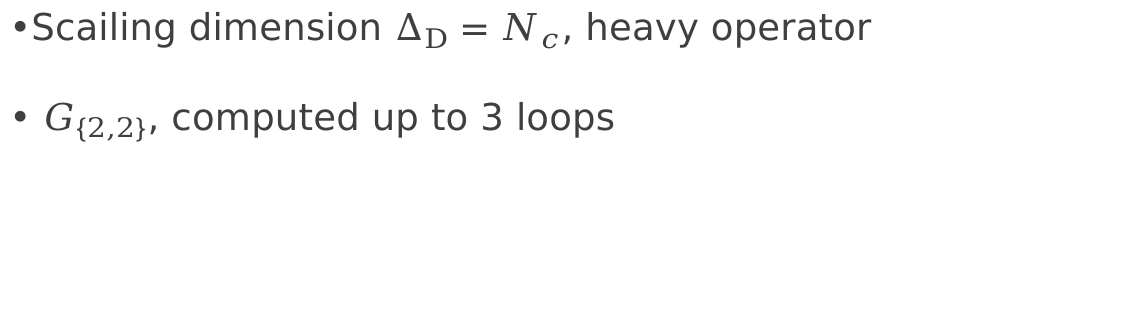 •Scailing dimension Δ_D = N_c, heavy operator
• G_{2,2}, computed up to 3 loops